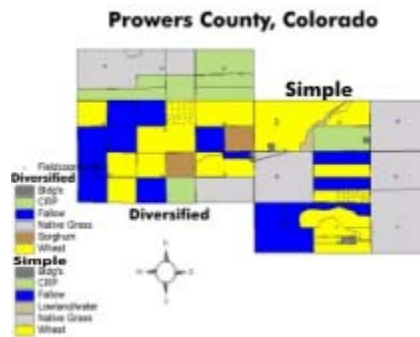 Prowers County, Colorado
Simple
Diversified
Bldg's
CRP
Fallow
Native Grass
Sorghum
Wheat
Simple
Bldg's
CRP
Fallow
Lowland/water
Native Grass
Wheat
Diversified